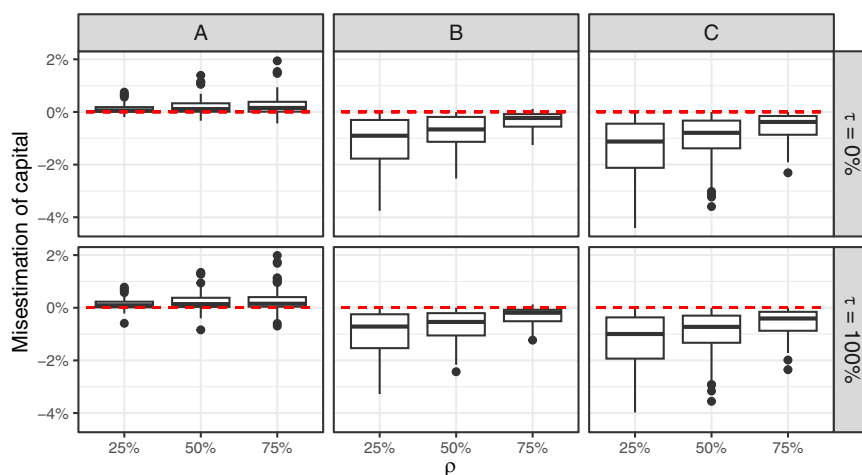 A B C
Misestimation of capital
2%
0%
−2%
−4%
τ = 0%
2%
0%
−2%
−4%
τ = 100%
25% 50% 75% 25% 50% 75% 25% 50% 75%
ρ